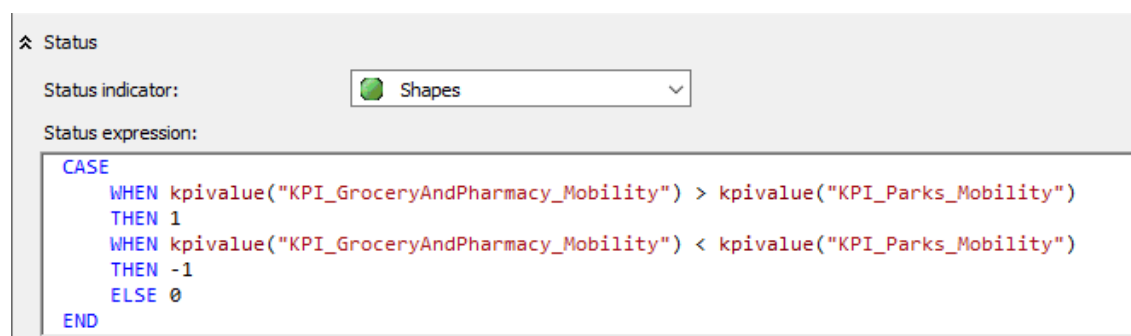 Status
Status indicator: Shapes
Status expression:
CASE
WHEN kpivalue("KPI_GroceryAndPharmacy_Mobility") > kpivalue("KPI_Parks_Mobility")
THEN 1
WHEN kpivalue("KPI_GroceryAndPharmacy_Mobility") < kpivalue("KPI_Parks_Mobility")
THEN -1
ELSE 0
END